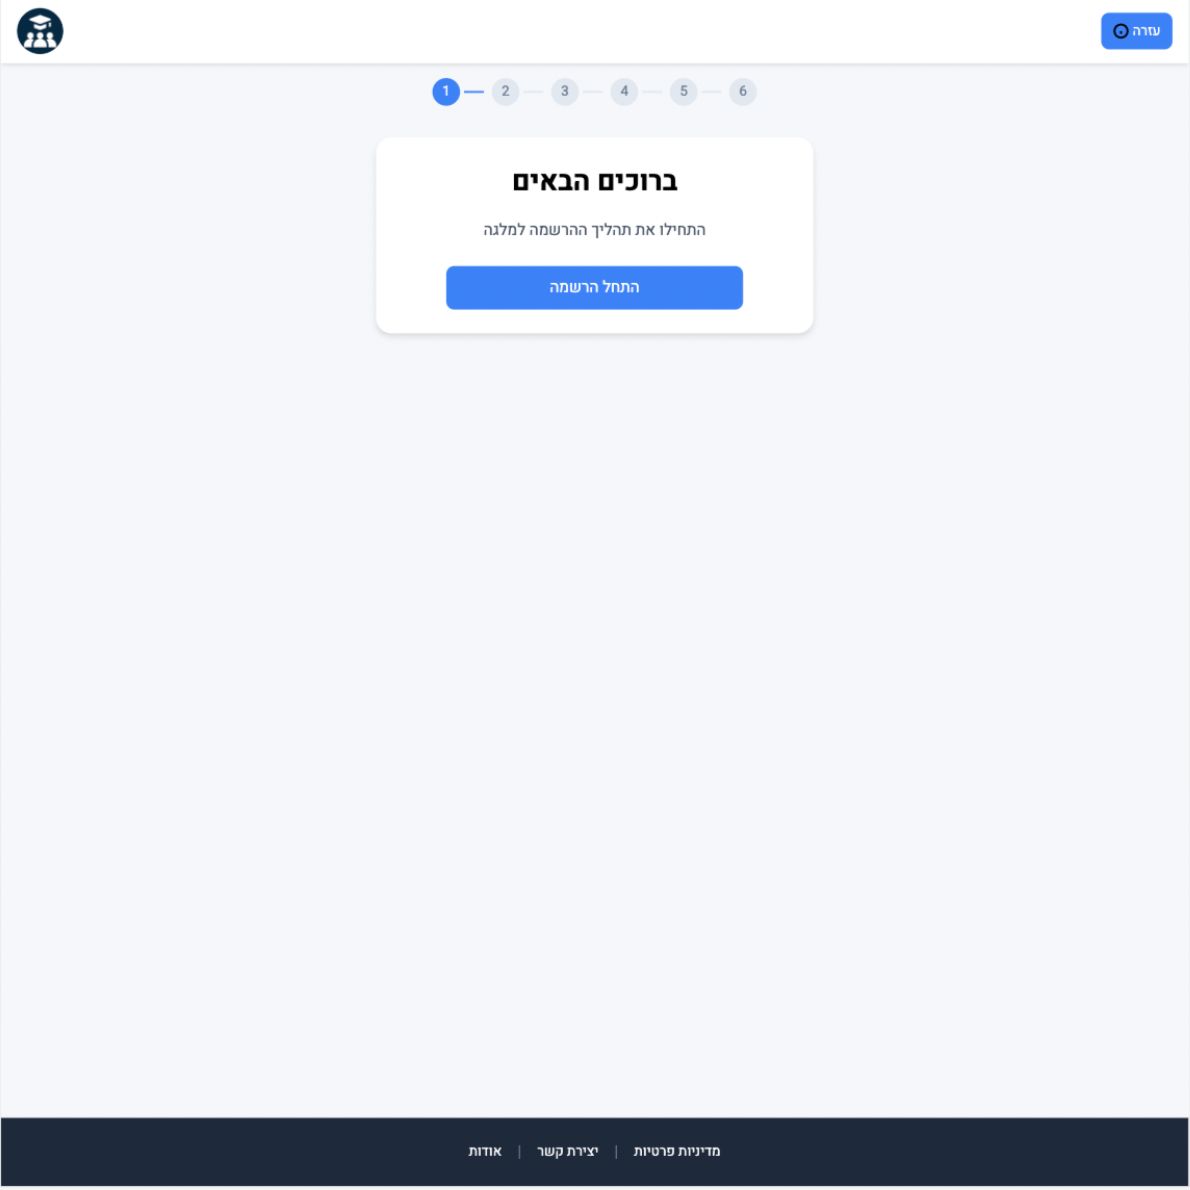 עזרה
1 2 3 4 5 6
ברוכים הבאים
התחילו את תהליך ההרשמה למלגה
התחל הרשמה
מדיניות פרטיות | יצירת קשר | אודות